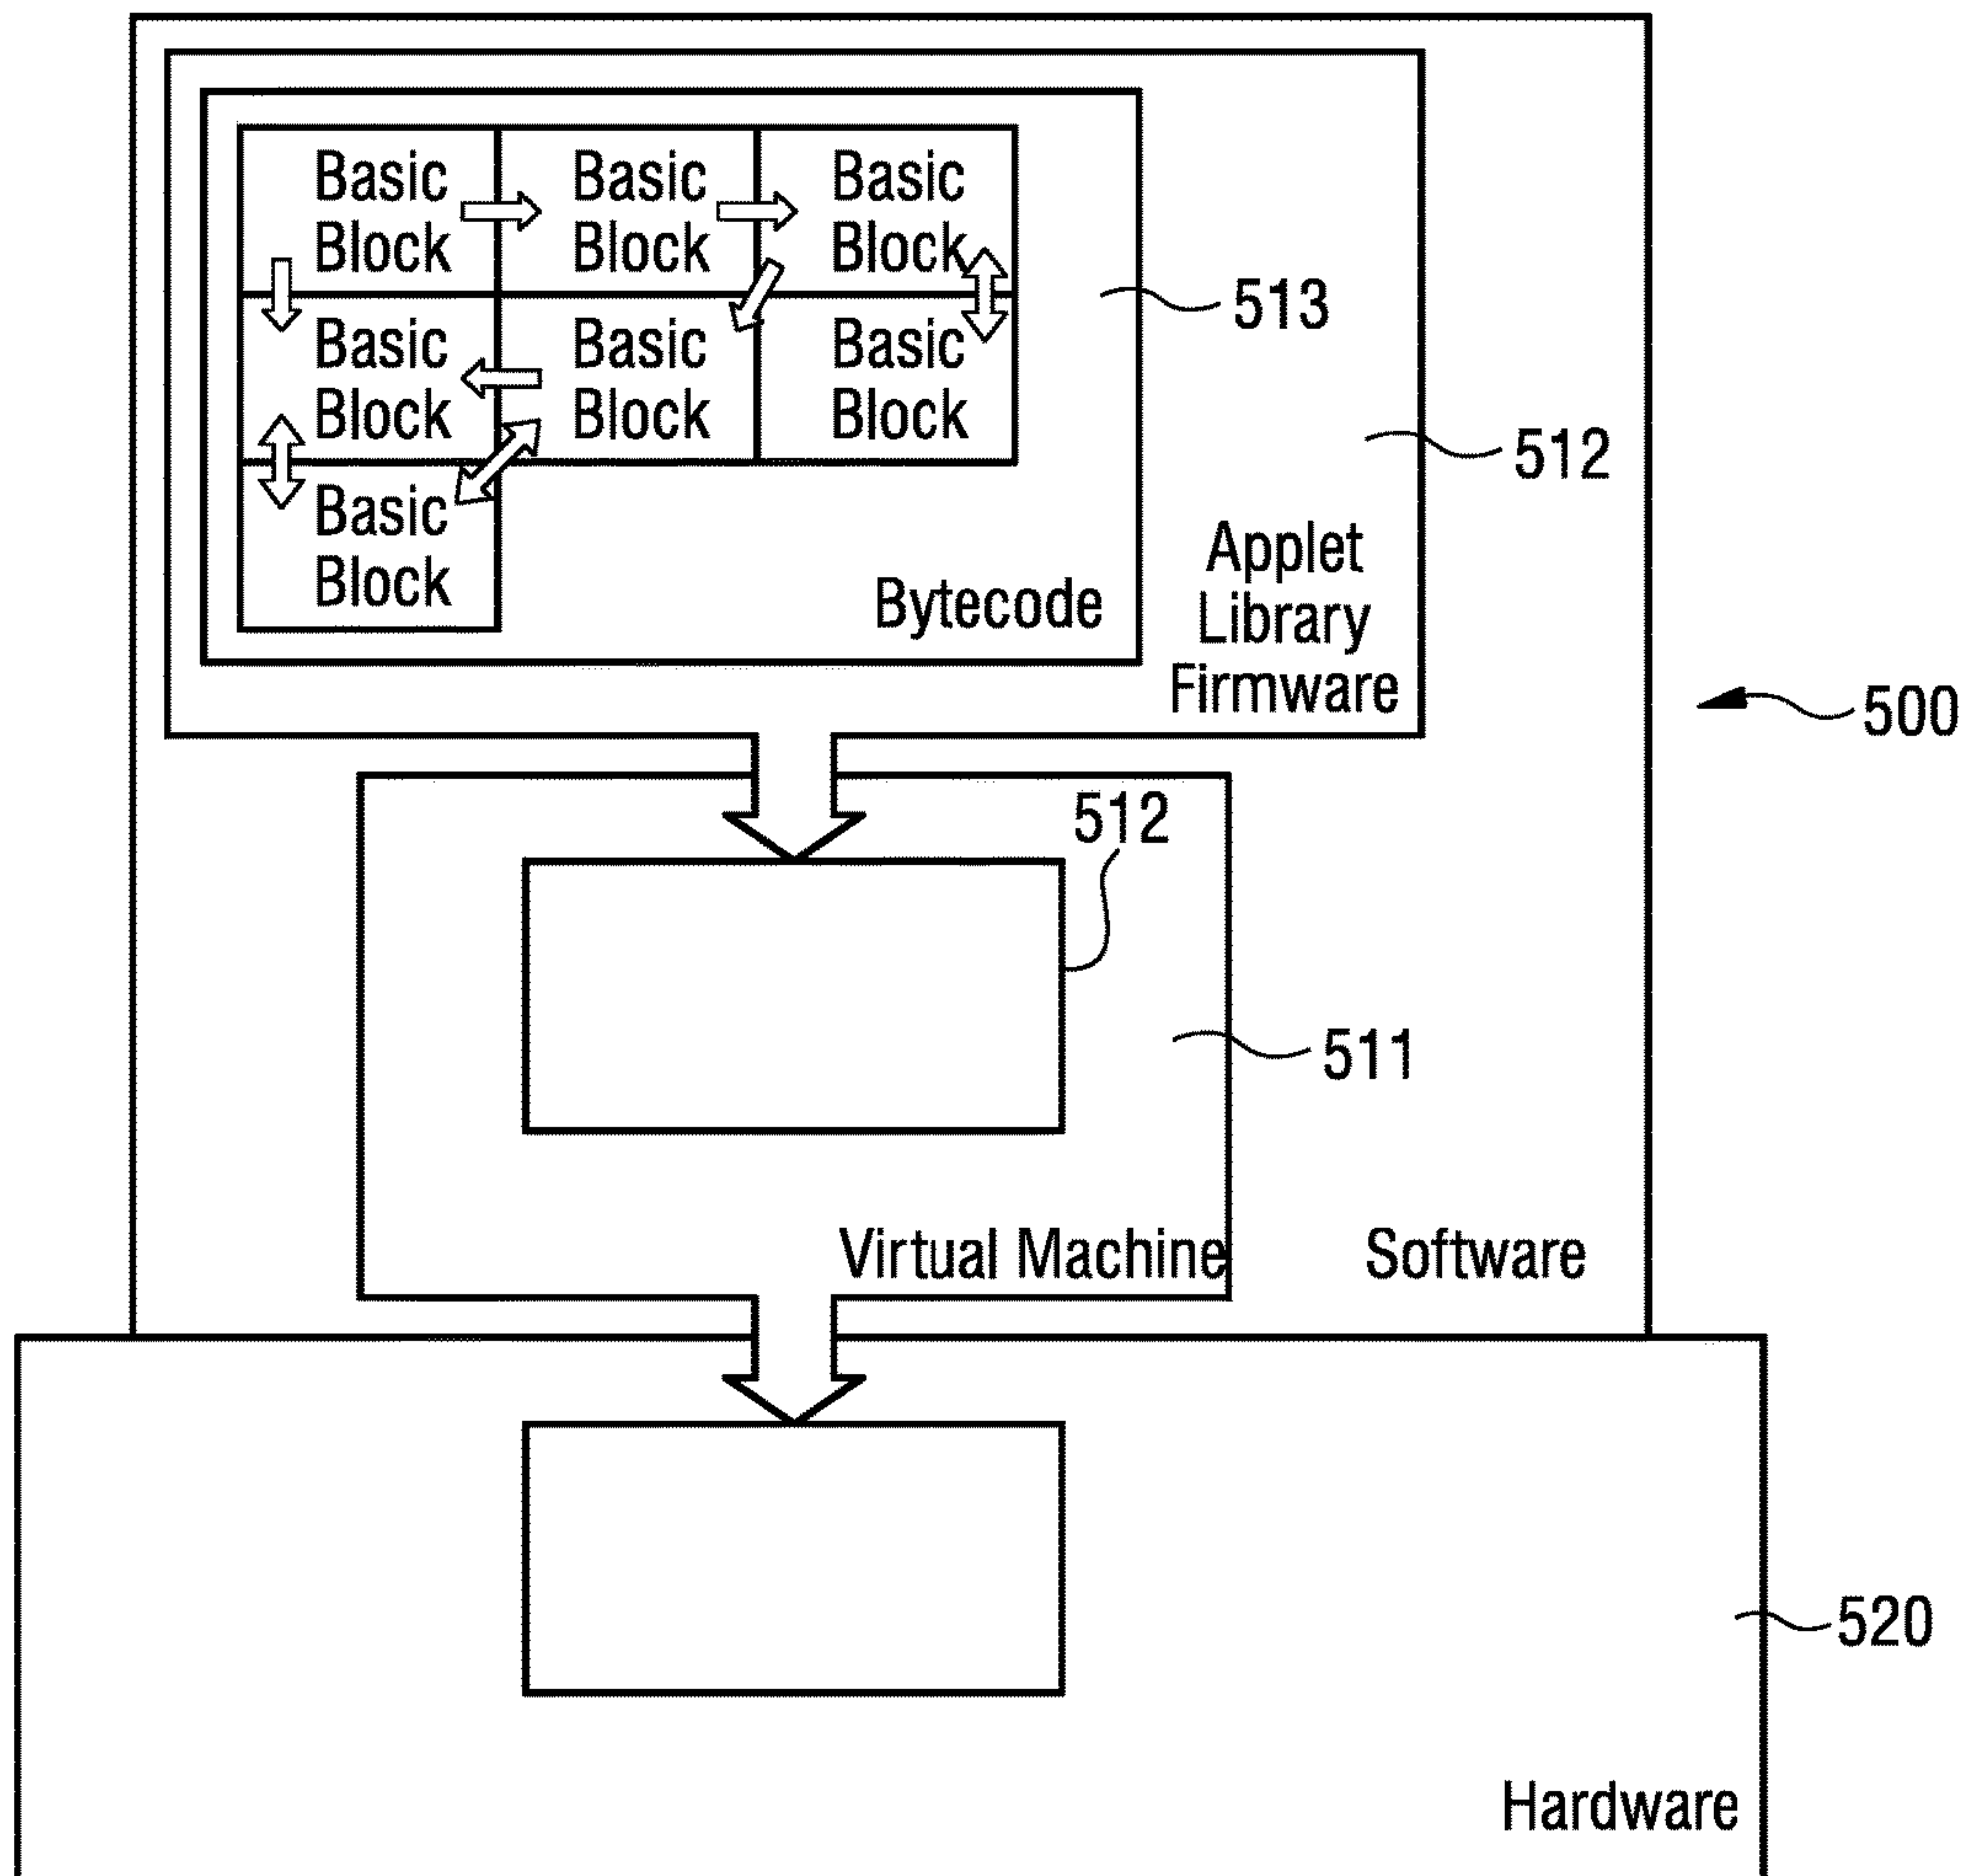 Basic Basic Basic
Block Block Block
513
Basic Basic Basic
Block Block Block
512
Basic
Block
Bytecode
Applet
Library
Firmware
500
512
511
Virtual Machine
Software
520
Hardware